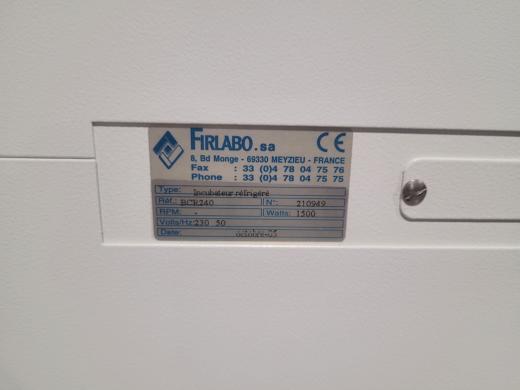 FIRLABO.sa CE
8, Bd Monge - 69330 MEYZIEU - FRANCE
Fax : 33 (0)4 78 04 75 76
Phone : 33 (0)4 78 04 75 75
Type: Incubateur réfrigéré
Réf.: BCR240 N°: 210949
RPM: - Watts: 1500
Volts/Hz: 230 50
Date: octobre-05